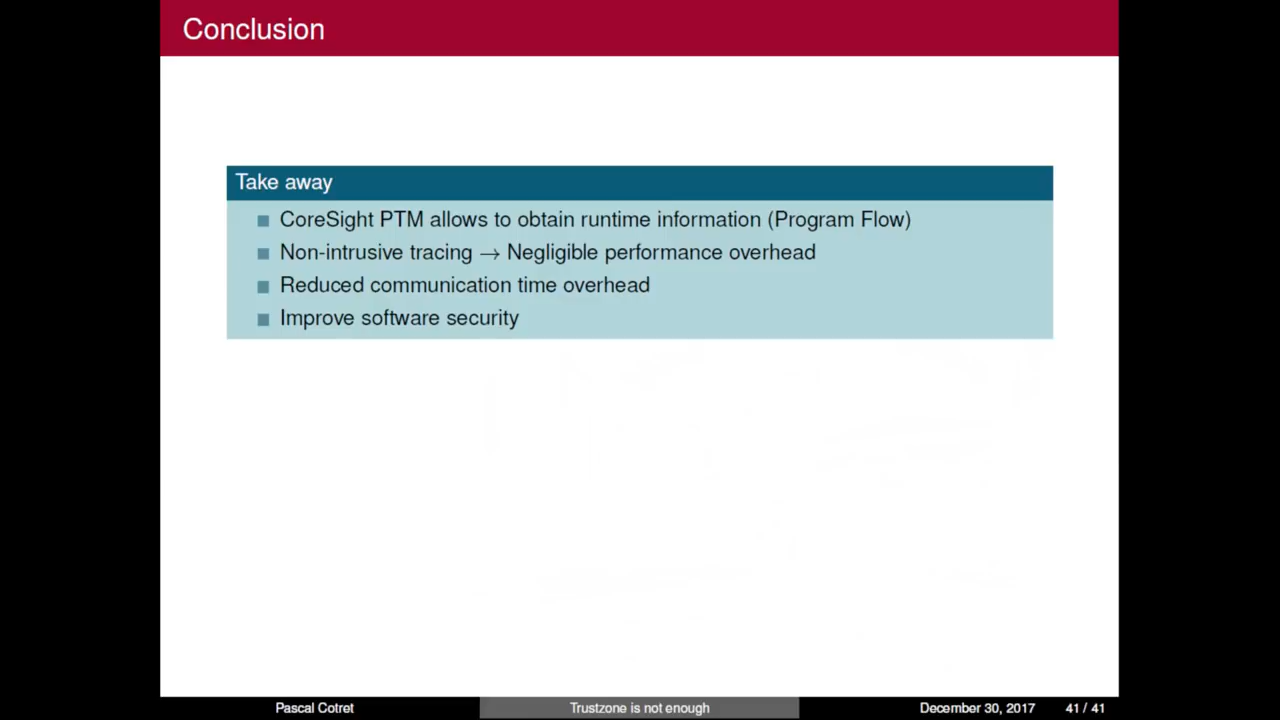 Conclusion
Take away
CoreSight PTM allows to obtain runtime information (Program Flow)
Non-intrusive tracing → Negligible performance overhead
Reduced communication time overhead
Improve software security
Pascal Cotret
Trustzone is not enough
December 30, 2017
41 / 41